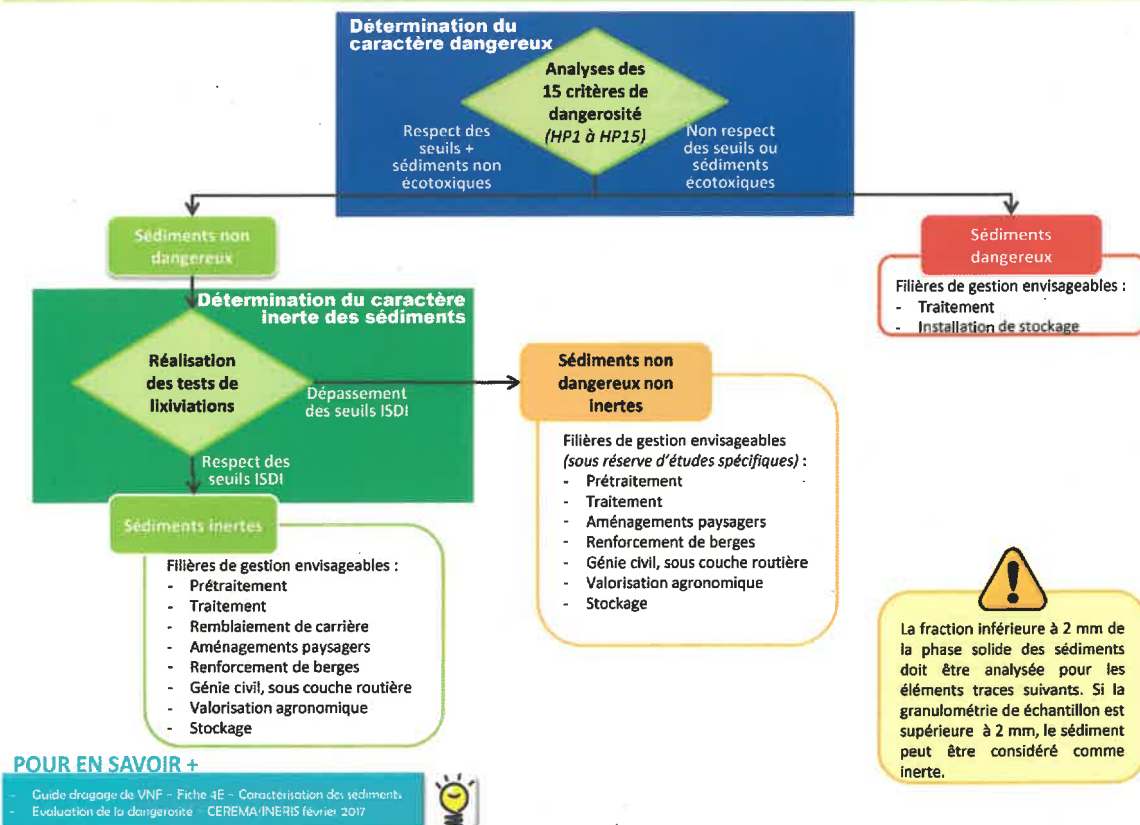 Détermination du
caractère dangereux
Analyses des
15 critères de
dangerosité
(HP1 à HP15)
Respect des
seuils +
sédiments non
écotoxiques
Non respect
des seuils ou
sédiments
écotoxiques
Sédiments non
dangereux
Sédiments
dangereux
Filières de gestion envisageables :
- Traitement
- Installation de stockage
Détermination du caractère
inerte des sédiments
Réalisation
des tests de
lixiviations
Dépassement
des seuils ISDI
Respect des
seuils ISDI
Sédiments non
dangereux non
inertes
Filières de gestion envisageables
(sous réserve d'études spécifiques) :
- Prétraitement
- Traitement
- Aménagements paysagers
- Renforcement de berges
- Génie civil, sous couche routière
- Valorisation agronomique
- Stockage
Sédiments inertes
Filières de gestion envisageables :
- Prétraitement
- Traitement
- Remblaiement de carrière
- Aménagements paysagers
- Renforcement de berges
- Génie civil, sous couche routière
- Valorisation agronomique
- Stockage
La fraction inférieure à 2 mm de
la phase solide des sédiments
doit être analysée pour les
éléments traces suivants. Si la
granulométrie de échantillon est
supérieure à 2 mm, le sédiment
peut être considéré comme
inerte.
POUR EN SAVOIR +
- Guide dragage de VNF – Fiche 4E – Caractérisation des sédiments
- Evaluation de la dangerosité – CEREMA/INERIS février 2017